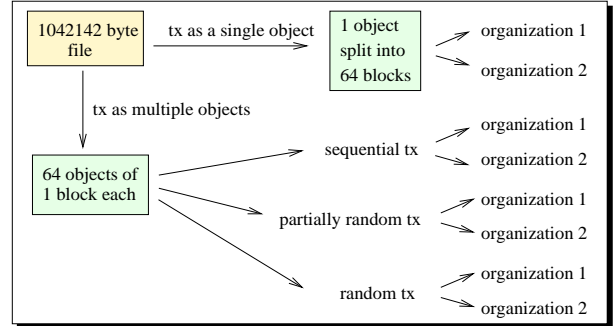 1042142 byte
file
tx as a single object
1 object
split into
64 blocks
organization 1
organization 2
tx as multiple objects
64 objects of
1 block each
sequential tx
organization 1
organization 2
partially random tx
organization 1
organization 2
random tx
organization 1
organization 2